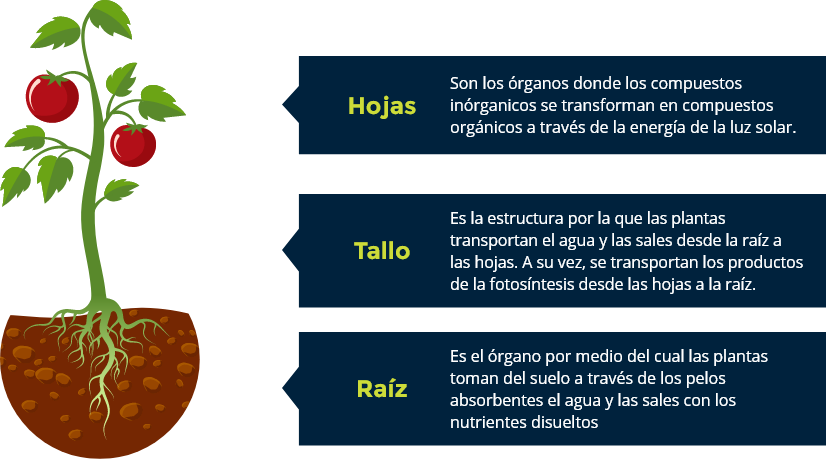 Hojas
Son los órganos donde los compuestos
inórganicos se transforman en compuestos
orgánicos a través de la energía de la luz solar.
Tallo
Es la estructura por la que las plantas
transportan el agua y las sales desde la raíz a
las hojas. A su vez, se transportan los productos
de la fotosíntesis desde las hojas a la raíz.
Raíz
Es el órgano por medio del cual las plantas
toman del suelo a través de los pelos
absorbentes el agua y las sales con los
nutrientes disueltos